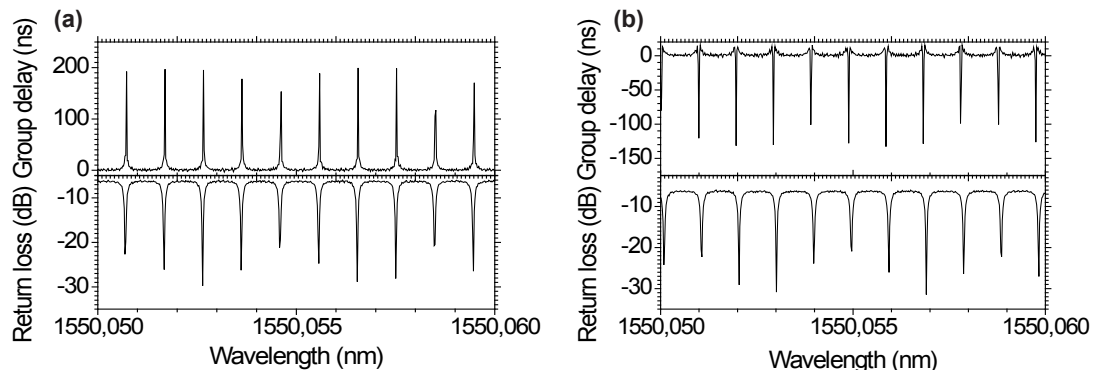 (a)
Group delay (ns)
200
100
0
Return loss (dB)
-10
-20
-30
1550,050 1550,055 1550,060
Wavelength (nm)
(b)
Group delay (ns)
0
-50
-100
-150
Return loss (dB)
-10
-20
-30
1550,050 1550,055 1550,060
Wavelength (nm)